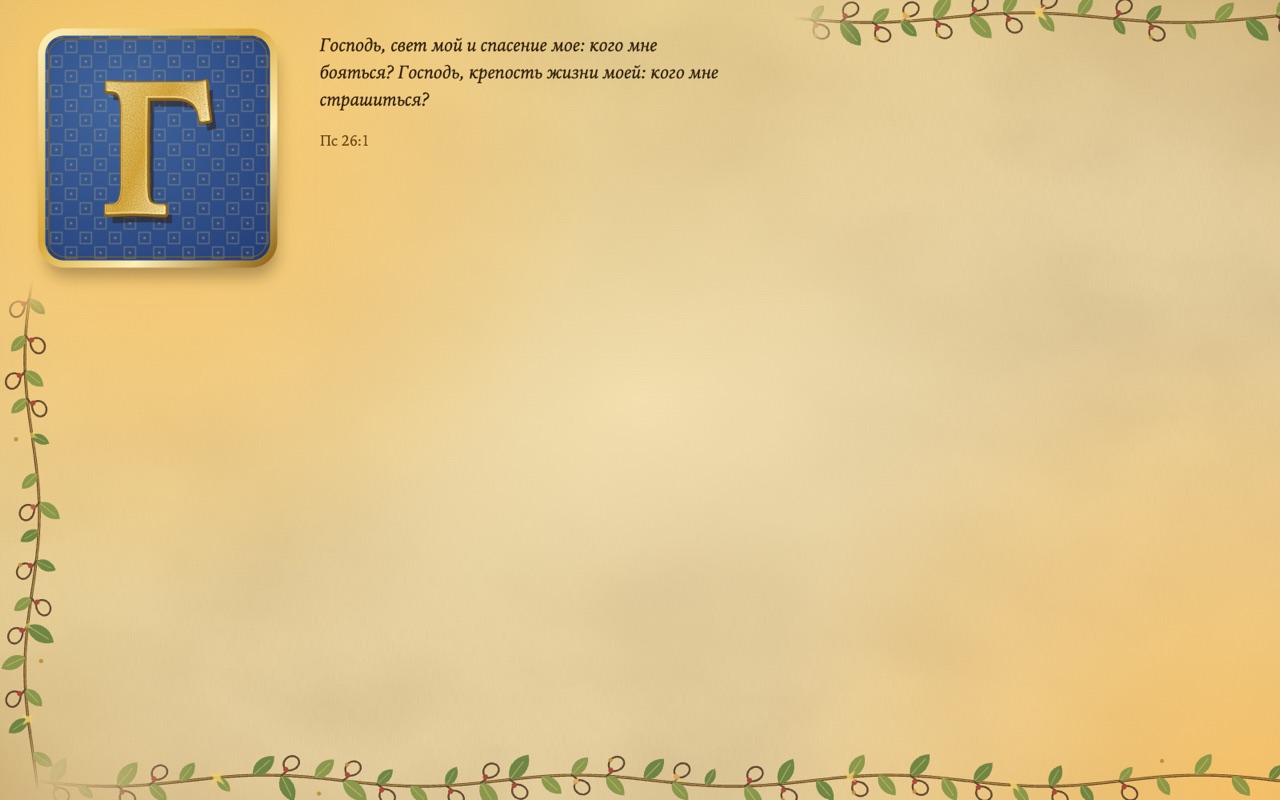 Г
Господь, свет мой и спасение мое: кого мне
бояться? Господь, крепость жизни моей: кого мне
страшиться?
Пс 26:1